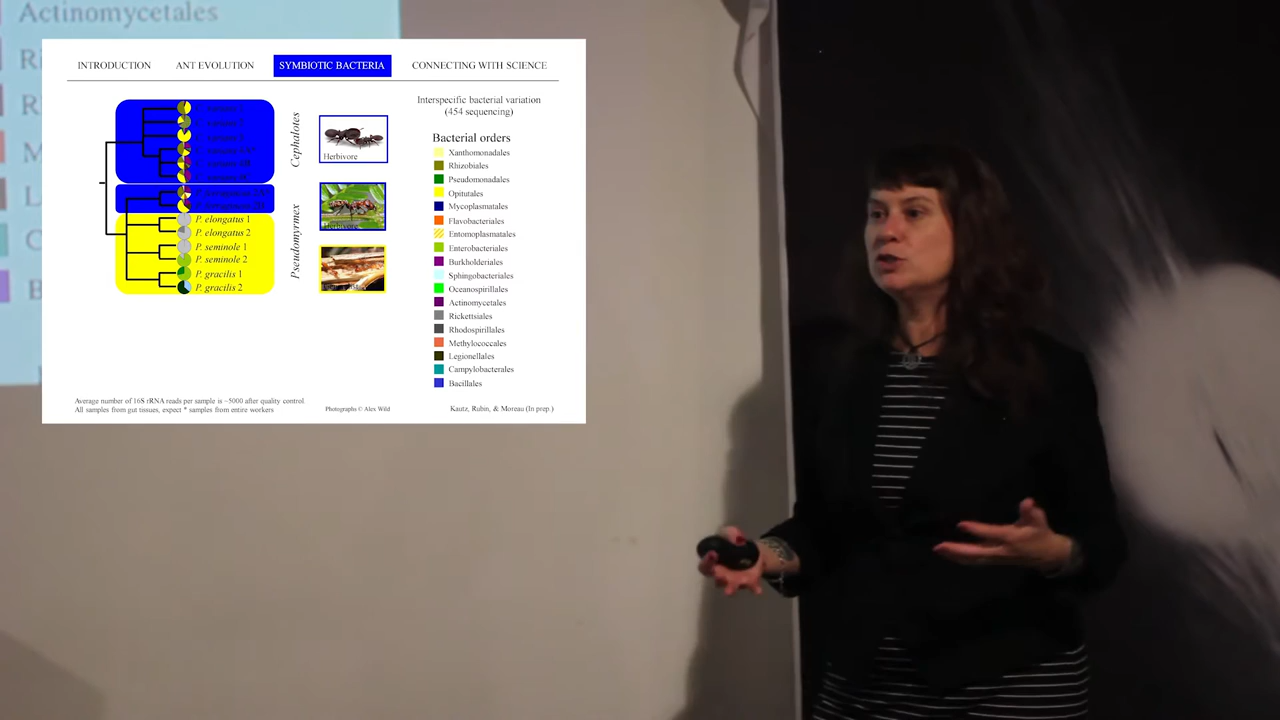 Actinomycetales
INTRODUCTION
ANT EVOLUTION
SYMBIOTIC BACTERIA
CONNECTING WITH SCIENCE
P. elongatus 1
P. elongatus 2
P. seminole 1
P. seminole 2
P. gracilis 1
P. gracilis 2
Cephalotes
Pseudomyrmex
Herbivore
Herbivore
Interspecific bacterial variation
(454 sequencing)
Bacterial orders
Xanthomonadales
Rhizobiales
Pseudomonadales
Opitutales
Mycoplasmatales
Flavobacteriales
Entomoplasmatales
Enterobacteriales
Burkholderiales
Sphingobacteriales
Oceanospirillales
Actinomycetales
Rickettsiales
Rhodospirillales
Methylococcales
Legionellales
Campylobacterales
Bacillales
Average number of 16S rRNA reads per sample is ~5000 after quality control.
All samples from gut tissues, expect * samples from entire workers
Photographs © Alex Wild
Kautz, Rubin, & Moreau (In prep.)